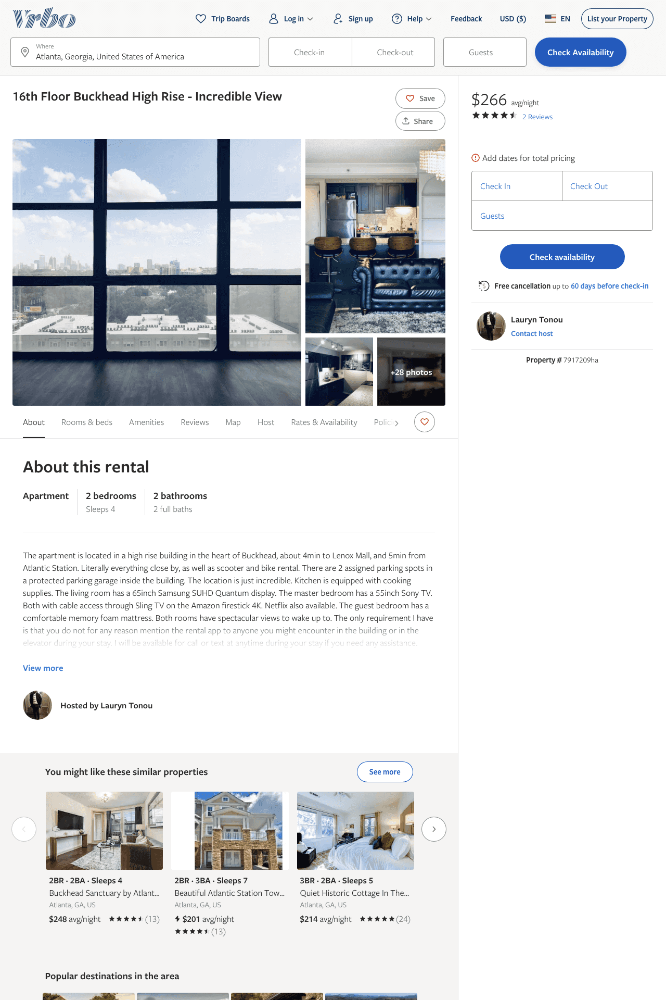 Vrbo
Trip Boards
Log in
Sign up
Help
Feedback
USD ($)
EN
List your Property
Where
Atlanta, Georgia, United States of America
Check-in
Check-out
Guests
Check Availability
16th Floor Buckhead High Rise - Incredible View
Save
Share
$266 avg/night
2 Reviews
Add dates for total pricing
Check In
Check Out
Guests
Check availability
Free cancellation up to 60 days before check-in
Lauryn Tonou
Contact host
Property # 7917209ha
+28 photos
About
Rooms & beds
Amenities
Reviews
Map
Host
Rates & Availability
Polici
About this rental
Apartment
2 bedrooms
Sleeps 4
2 bathrooms
2 full baths
The apartment is located in a high rise building in the heart of Buckhead, about 4min to Lenox Mall, and 5min from
Atlantic Station. Literally everything close by, as well as scooter and bike rental. There are 2 assigned parking spots in
a protected parking garage inside the building. The location is just incredible. Kitchen is equipped with cooking
supplies. The living room has a 65inch Samsung SUHD Quantum display. The master bedroom has a 55inch Sony TV.
Both with cable access through Sling TV on the Amazon firestick 4K. Netflix also available. The guest bedroom has a
comfortable memory foam mattress. Both rooms have spectacular views to wake up to. The only requirement I have
is that you do not for any reason mention the rental app to anyone you might encounter in the building or in the
elevator during your stay. I will be available for call or text at anytime during your stay if you need any assistance.
View more
Hosted by Lauryn Tonou
You might like these similar properties
See more
2BR · 2BA · Sleeps 4
Buckhead Sanctuary by Atlant...
Atlanta, GA, US
$248 avg/night (13)
2BR · 3BA · Sleeps 7
Beautiful Atlantic Station Tow...
Atlanta, GA, US
$201 avg/night
(13)
3BR · 2BA · Sleeps 5
Quiet Historic Cottage In The...
Atlanta, GA, US
$214 avg/night (24)
Popular destinations in the area